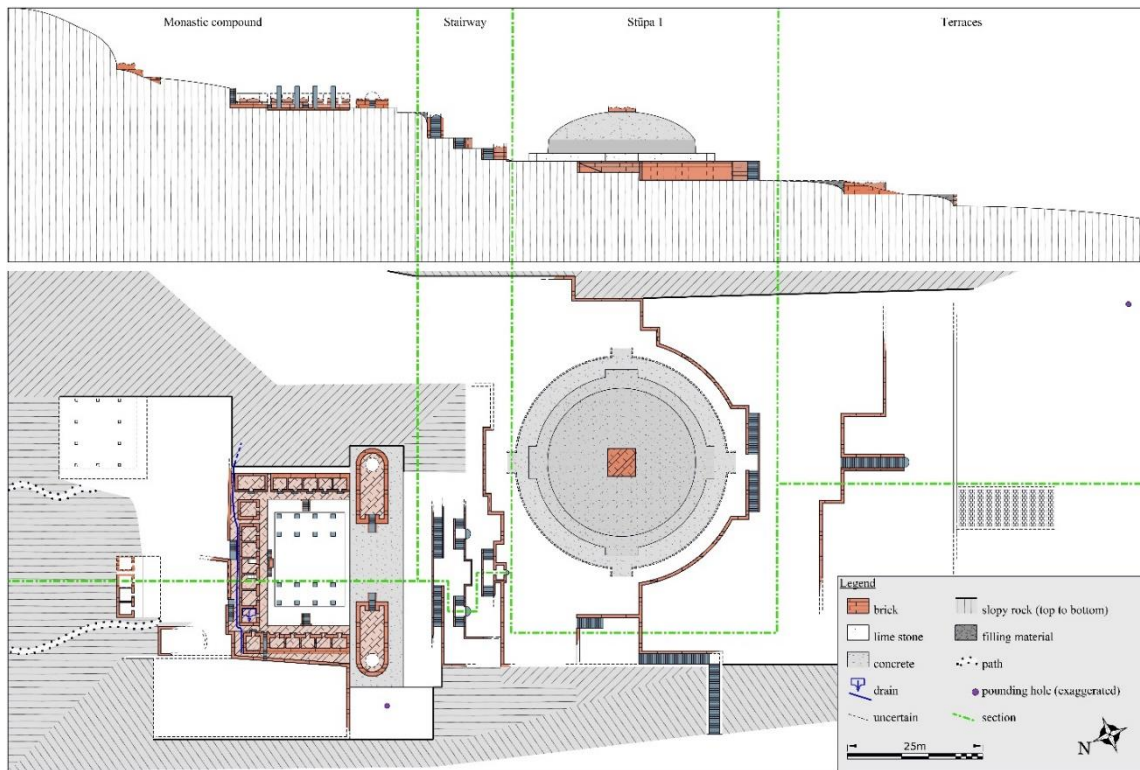 Monastic compound
Stairway
Stūpa 1
Terraces
Legend
brick
slopy rock (top to bottom)
lime stone
filling material
concrete
path
drain
pounding hole (exaggerated)
uncertain
section
25m
N